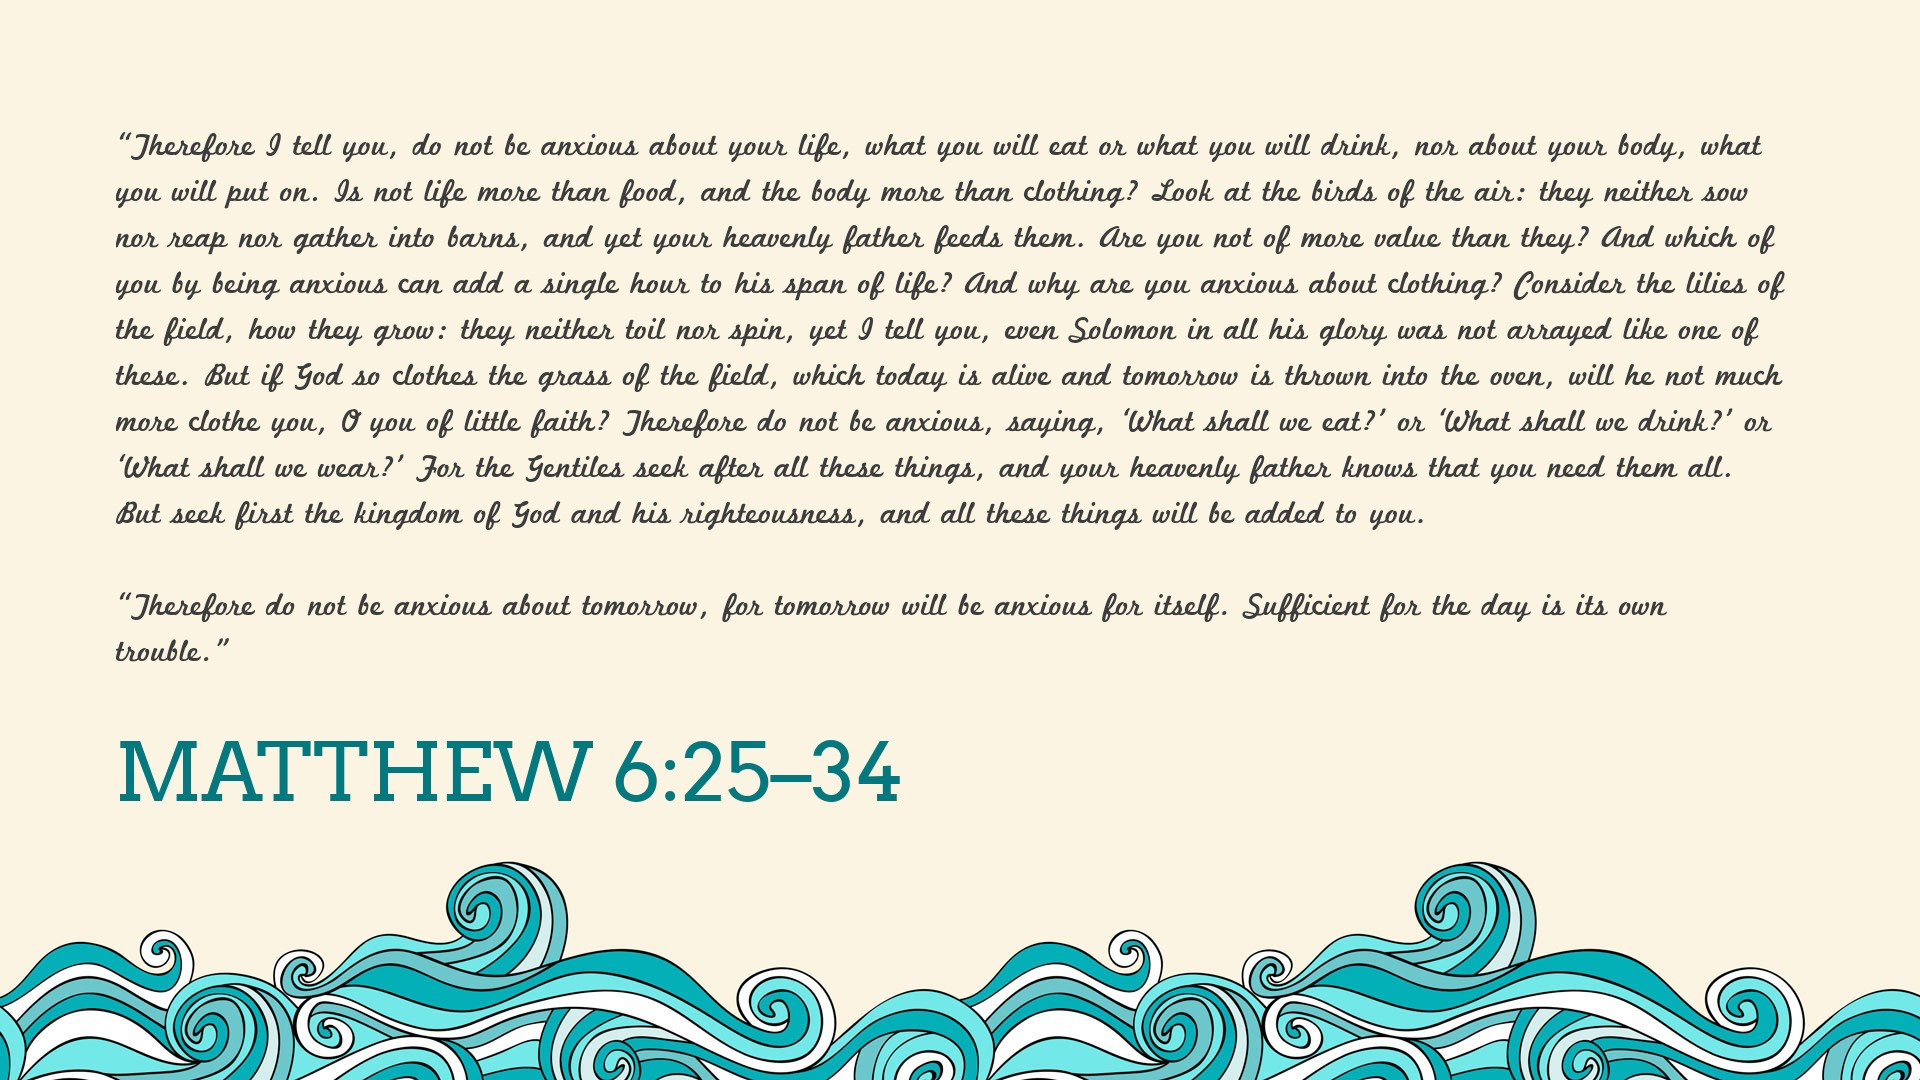 “Therefore I tell you, do not be anxious about your life, what you will eat or what you will drink, nor about your body, what
you will put on. Is not life more than food, and the body more than clothing? Look at the birds of the air: they neither sow
nor reap nor gather into barns, and yet your heavenly father feeds them. Are you not of more value than they? And which of
you by being anxious can add a single hour to his span of life? And why are you anxious about clothing? Consider the lilies of
the field, how they grow: they neither toil nor spin, yet I tell you, even Solomon in all his glory was not arrayed like one of
these. But if God so clothes the grass of the field, which today is alive and tomorrow is thrown into the oven, will he not much
more clothe you, O you of little faith? Therefore do not be anxious, saying, ‘What shall we eat?’ or ‘What shall we drink?’ or
‘What shall we wear?’ For the Gentiles seek after all these things, and your heavenly father knows that you need them all.
But seek first the kingdom of God and his righteousness, and all these things will be added to you.
“Therefore do not be anxious about tomorrow, for tomorrow will be anxious for itself. Sufficient for the day is its own
trouble.”
MATTHEW 6:25–34